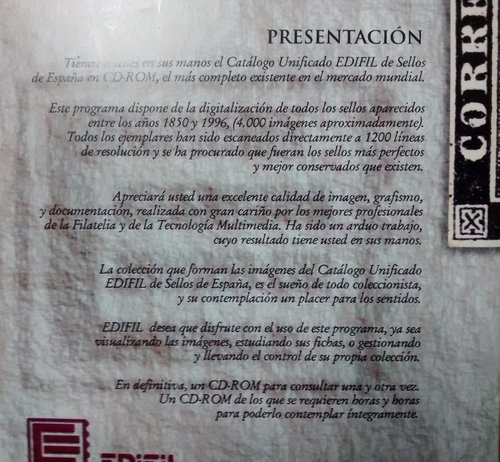 PRESENTACIÓN
Tienen ustedes en sus manos el Catálogo Unificado EDIFIL de Sellos
de España en CD-ROM, el más completo existente en el mercado mundial.
Este programa dispone de la digitalización de todos los sellos aparecidos
entre los años 1850 y 1996, (4.000 imágenes aproximadamente).
Todos los ejemplares han sido escaneados directamente a 1200 líneas
de resolución y se ha procurado que fueran los sellos más perfectos
y mejor conservados que existen.
Apreciará usted una excelente calidad de imagen, grafismo,
y documentación, realizada con gran cariño por los mejores profesionales
de la Filatelia y de la Tecnología Multimedia. Ha sido un arduo trabajo,
cuyo resultado tiene usted en sus manos.
La colección que forman las imágenes del Catálogo Unificado
EDIFIL de Sellos de España, es el sueño de todo coleccionista,
y su contemplación un placer para los sentidos.
EDIFIL desea que disfrute con el uso de este programa, ya sea
visualizando las imágenes, estudiando sus fichas, o gestionando
y llevando el control de su propia colección.
En definitiva, un CD-ROM para consultar una y otra vez.
Un CD-ROM de los que se requieren horas y horas
para poderlo contemplar íntegramente.
CORRE
EDIFIL